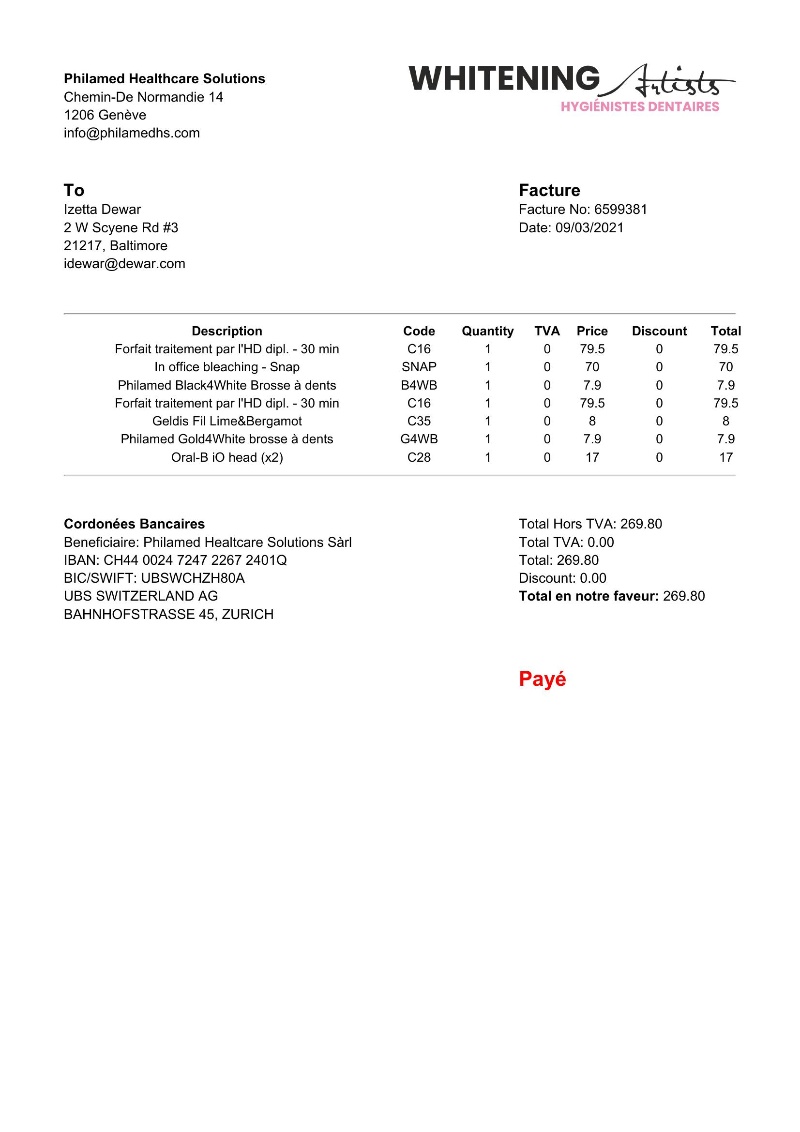 Philamed Healthcare Solutions
Chemin-De Normandie 14
1206 Genève
info@philamedhs.com
WHITENING Artists
HYGIÉNISTES DENTAIRES
To
Izetta Dewar
2 W Scyene Rd #3
21217, Baltimore
idewar@dewar.com
Facture
Facture No: 6599381
Date: 09/03/2021
Description Code Quantity TVA Price Discount Total
Forfait traitement par l'HD dipl. - 30 min C16 1 0 79.5 0 79.5
In office bleaching - Snap SNAP 1 0 70 0 70
Philamed Black4White Brosse à dents B4WB 1 0 7.9 0 7.9
Forfait traitement par l'HD dipl. - 30 min C16 1 0 79.5 0 79.5
Geldis Fil Lime&Bergamot C35 1 0 8 0 8
Philamed Gold4White brosse à dents G4WB 1 0 7.9 0 7.9
Oral-B iO head (x2) C28 1 0 17 0 17
Cordonées Bancaires
Beneficiaire: Philamed Healtcare Solutions Sàrl
IBAN: CH44 0024 7247 2267 2401Q
BIC/SWIFT: UBSWCHZH80A
UBS SWITZERLAND AG
BAHNHOFSTRASSE 45, ZURICH
Total Hors TVA: 269.80
Total TVA: 0.00
Total: 269.80
Discount: 0.00
Total en notre faveur: 269.80
Payé